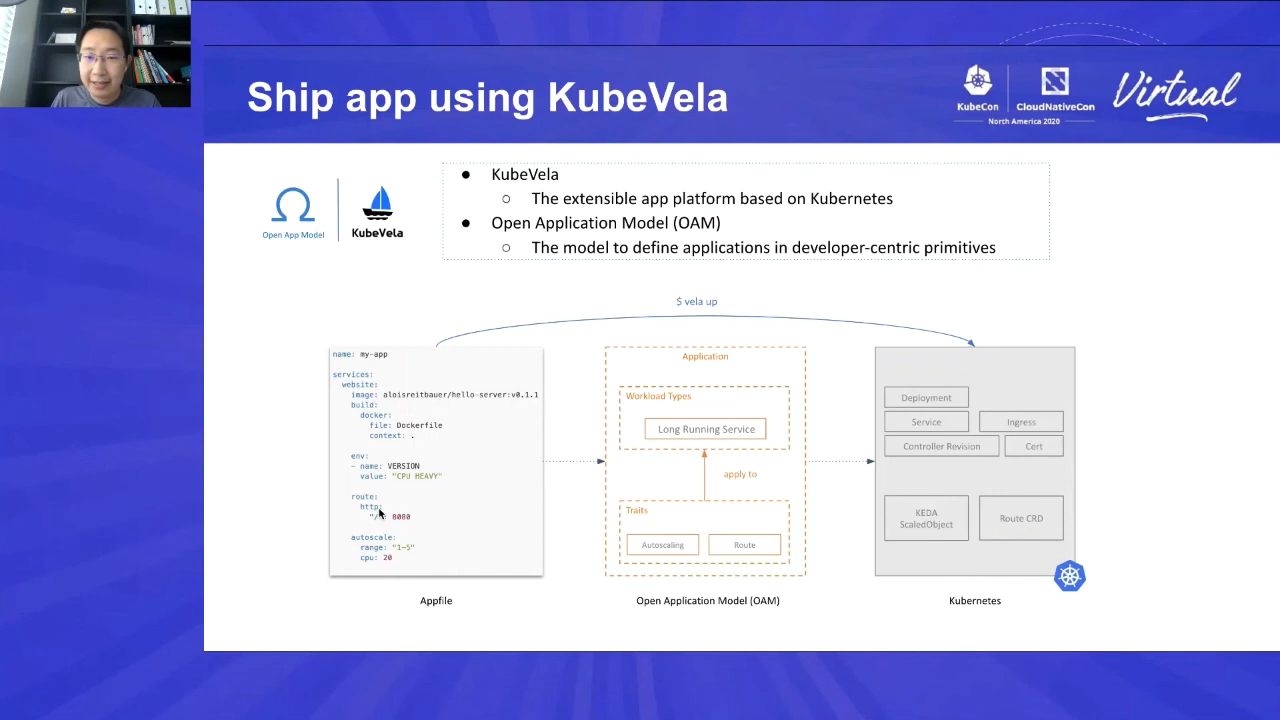 Ship app using KubeVela
KubeCon
CloudNativeCon
North America 2020
Virtual
Open App Model
KubeVela
● KubeVela
○ The extensible app platform based on Kubernetes
● Open Application Model (OAM)
○ The model to define applications in developer-centric primitives
$ vela up
name: my-app
services:
website:
image: aloisreitbauer/hello-server:v0.1.1
build:
docker:
file: Dockerfile
context: .
env:
- name: VERSION
value: "CPU HEAVY"
route:
http:
8080
autoscale:
range: "1-5"
cpu: 20
Appfile
Application
Workload Types
Long Running Service
apply to
Traits
Autoscaling
Route
Open Application Model (OAM)
Deployment
Service
Ingress
Controller Revision
Cert
KEDA
ScaledObject
Route CRD
Kubernetes